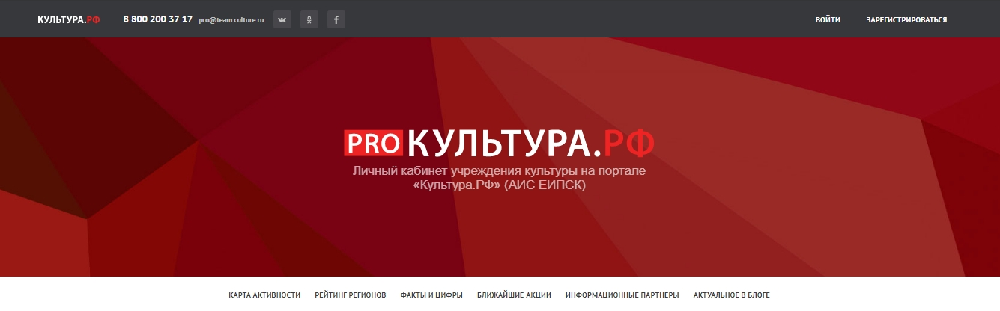 КУЛЬТУРА.РФ 8 800 200 37 17 pro@team.culture.ru ВОЙТИ ЗАРЕГИСТРИРОВАТЬСЯ
PRO КУЛЬТУРА.РФ
Личный кабинет учреждения культуры на портале
«Культура.РФ» (АИС ЕИПСК)
КАРТА АКТИВНОСТИ РЕЙТИНГ РЕГИОНОВ ФАКТЫ И ЦИФРЫ БЛИЖАЙШИЕ АКЦИИ ИНФОРМАЦИОННЫЕ ПАРТНЕРЫ АКТУАЛЬНОЕ В БЛОГЕ